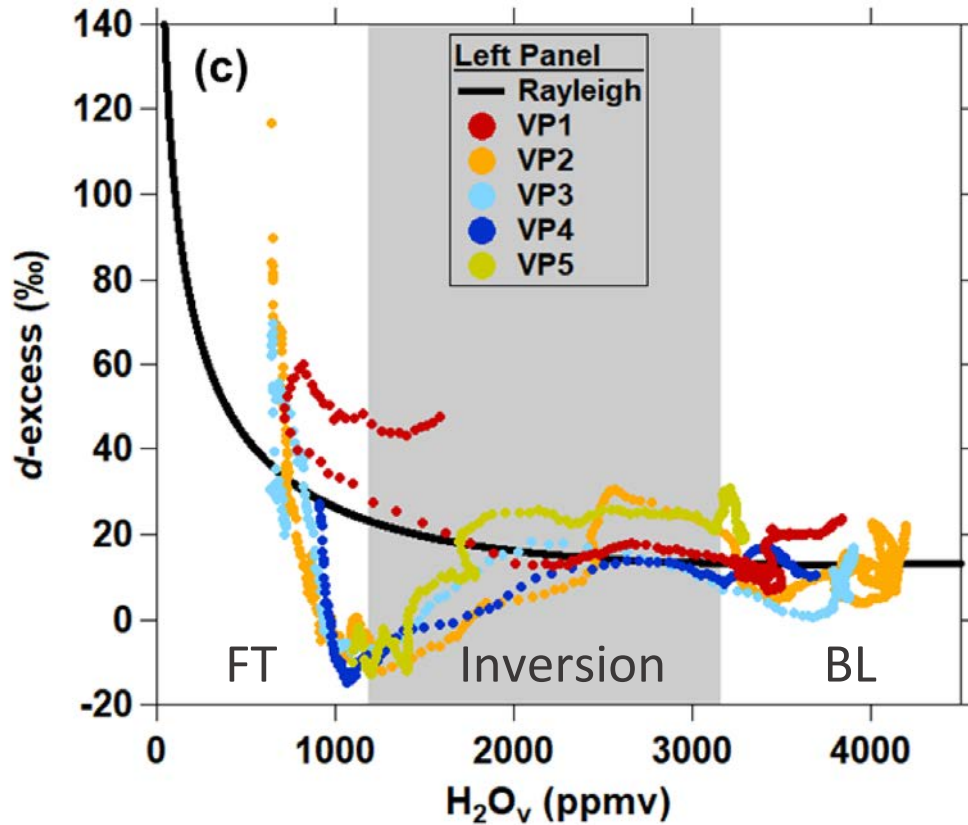 (c)
Left Panel
Rayleigh
VP1
VP2
VP3
VP4
VP5
140
120
100
80
60
40
20
0
-20
d-excess (‰)
FT
Inversion
BL
0
1000
2000
3000
4000
H₂Oᵥ (ppmv)